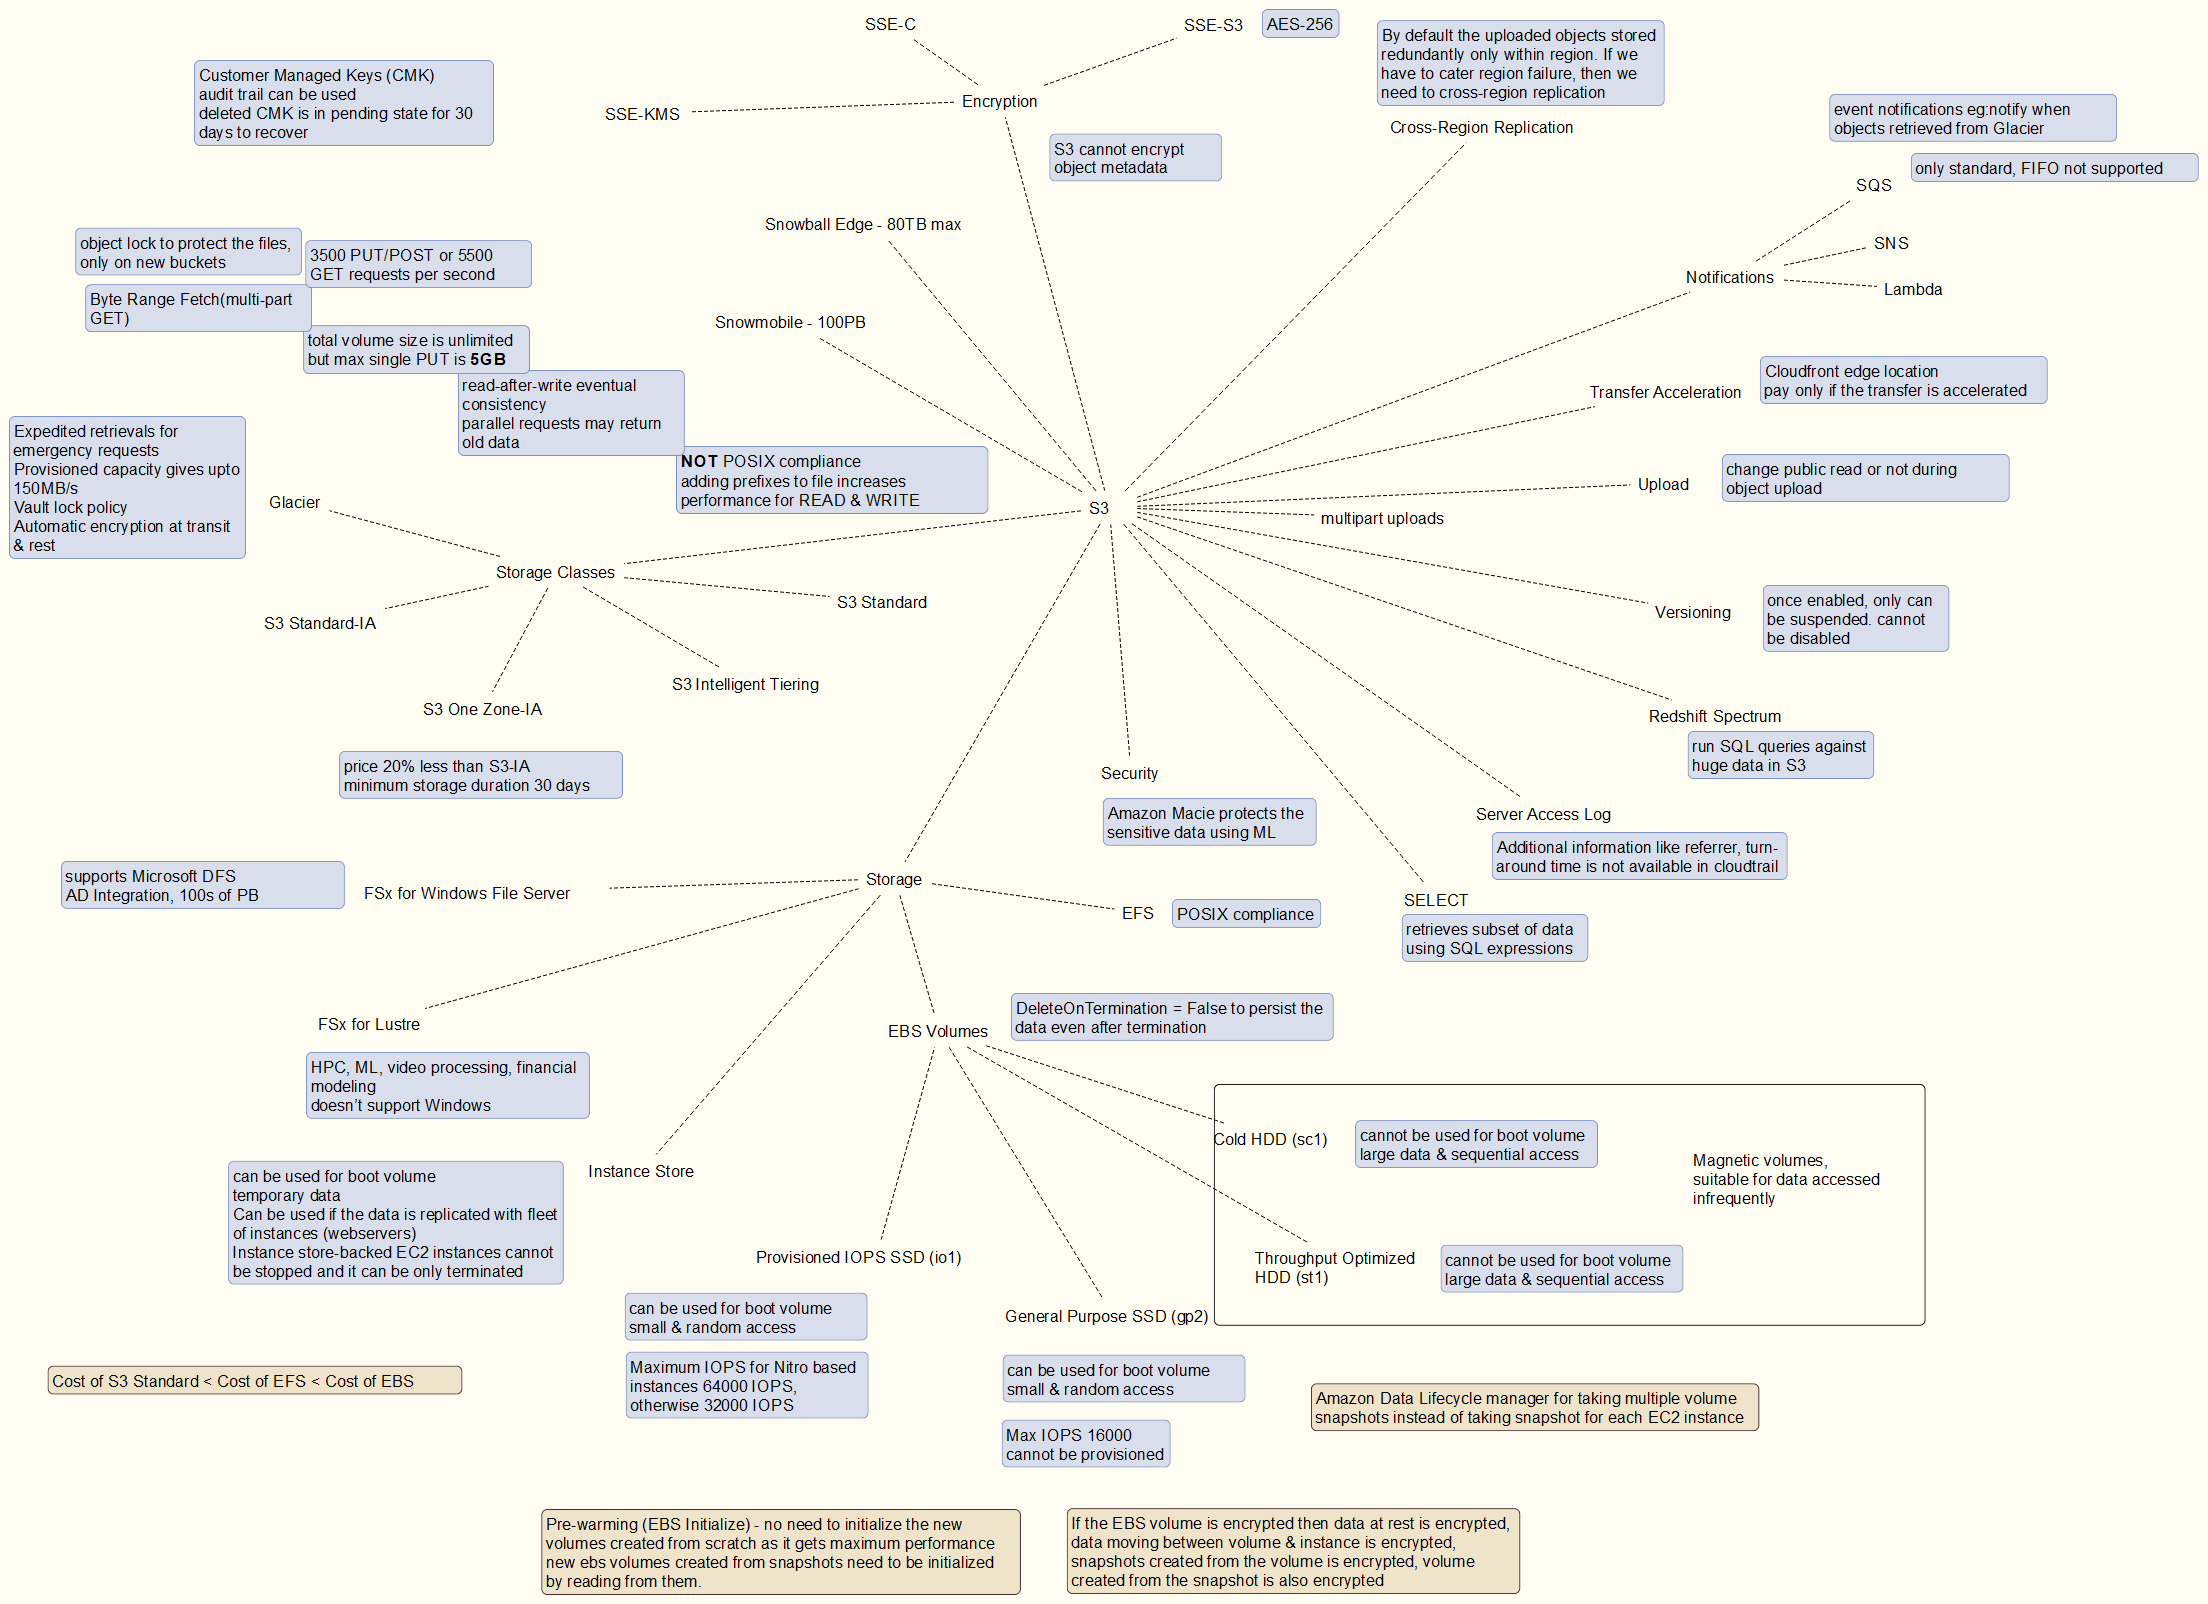 SSE-C
SSE-S3
AES-256
By default the uploaded objects stored
redundantly only within region. If we
have to cater region failure, then we
need to cross-region replication
Customer Managed Keys (CMK)
audit trail can be used
deleted CMK is in pending state for 30
days to recover
SSE-KMS
Encryption
Cross-Region Replication
event notifications eg:notify when
objects retrieved from Glacier
S3 cannot encrypt
object metadata
only standard, FIFO not supported
SQS
Snowball Edge - 80TB max
object lock to protect the files,
only on new buckets
3500 PUT/POST or 5500
GET requests per second
SNS
Notifications
Lambda
Byte Range Fetch(multi-part
GET)
Snowmobile - 100PB
total volume size is unlimited
but max single PUT is 5GB
read-after-write eventual
consistency
parallel requests may return
old data
Transfer Acceleration
Cloudfront edge location
pay only if the transfer is accelerated
Expedited retrievals for
emergency requests
Provisioned capacity gives upto
150MB/s
Vault lock policy
Automatic encryption at transit
& rest
Glacier
NOT POSIX compliance
adding prefixes to file increases
performance for READ & WRITE
S3
Upload
change public read or not during
object upload
multipart uploads
Storage Classes
S3 Standard
S3 Standard-IA
Versioning
once enabled, only can
be suspended. cannot
be disabled
S3 Intelligent Tiering
S3 One Zone-IA
price 20% less than S3-IA
minimum storage duration 30 days
Redshift Spectrum
run SQL queries against
huge data in S3
Security
Amazon Macie protects the
sensitive data using ML
Server Access Log
Additional information like referrer, turn-
around time is not available in cloudtrail
supports Microsoft DFS
AD Integration, 100s of PB
FSx for Windows File Server
Storage
EFS
POSIX compliance
SELECT
retrieves subset of data
using SQL expressions
FSx for Lustre
HPC, ML, video processing, financial
modeling
doesn't support Windows
EBS Volumes
DeleteOnTermination = False to persist the
data even after termination
Cold HDD (sc1)
cannot be used for boot volume
large data & sequential access
Magnetic volumes,
suitable for data accessed
infrequently
can be used for boot volume
temporary data
Can be used if the data is replicated with fleet
of instances (webservers)
Instance store-backed EC2 instances cannot
be stopped and it can be only terminated
Instance Store
Provisioned IOPS SSD (io1)
Throughput Optimized
HDD (st1)
cannot be used for boot volume
large data & sequential access
can be used for boot volume
small & random access
General Purpose SSD (gp2)
Maximum IOPS for Nitro based
instances 64000 IOPS,
otherwise 32000 IOPS
can be used for boot volume
small & random access
Cost of S3 Standard < Cost of EFS < Cost of EBS
Amazon Data Lifecycle manager for taking multiple volume
snapshots instead of taking snapshot for each EC2 instance
Max IOPS 16000
cannot be provisioned
Pre-warming (EBS Initialize) - no need to initialize the new
volumes created from scratch as it gets maximum performance
new ebs volumes created from snapshots need to be initialized
by reading from them.
If the EBS volume is encrypted then data at rest is encrypted,
data moving between volume & instance is encrypted,
snapshots created from the volume is encrypted, volume
created from the snapshot is also encrypted